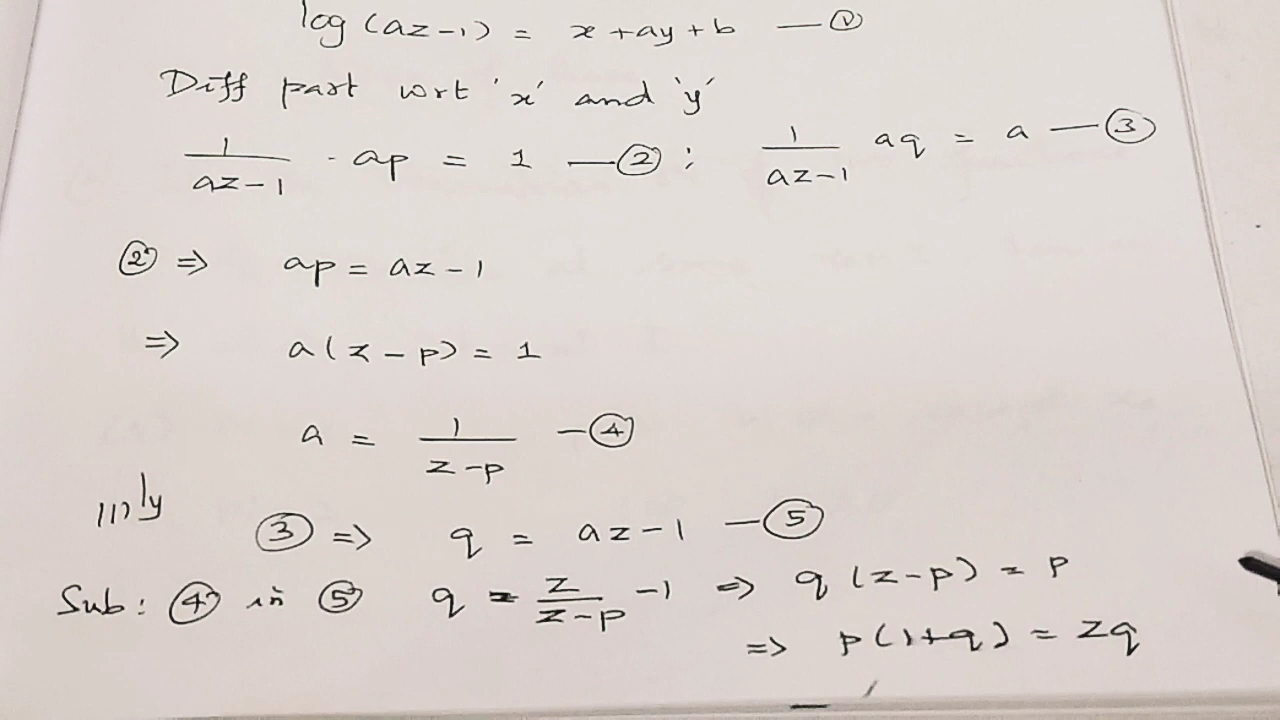 log (az-1) = x + ay + b — ①
Diff part wrt 'x' and 'y'
1/(az-1) · ap = 1 — ② ; 1/(az-1) aq = a — ③
② ⇒ ap = az - 1
⇒ a(z - p) = 1
a = 1/(z-p) — ④
|||ly
③ ⇒ q = az - 1 — ⑤
Sub: ④ in ⑤ q = z/(z-p) - 1 ⇒ q (z-p) = p
⇒ p(1+q) = zq